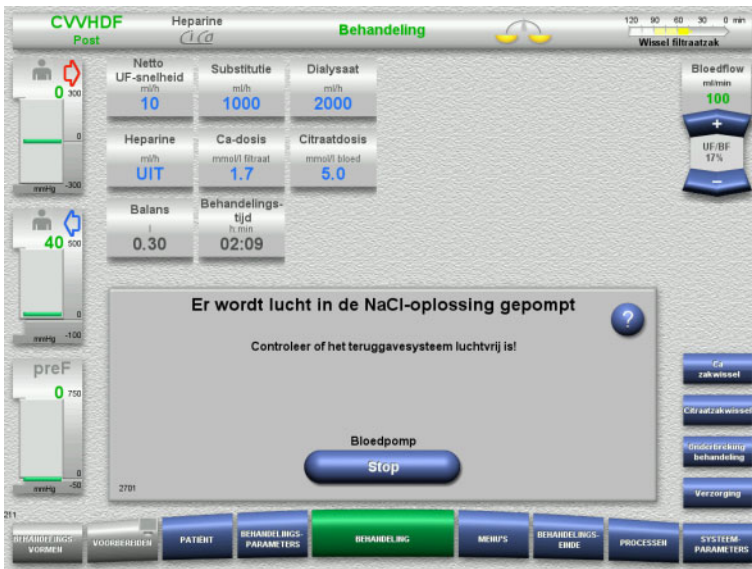 CVVHDF
Post
Heparine
CiCa
Behandeling
120 90 60 30 0 min
Wissel filtraatzak
0
300
0
-300
mmHg
40
500
0
-100
mmHg
preF
0
750
0
-50
mmHg
Netto
UF-snelheid
ml/h
10
Substitutie
ml/h
1000
Dialysaat
ml/h
2000
Heparine
ml/h
UIT
Ca-dosis
mmol/l filtraat
1.7
Citraatdosis
mmol/l bloed
5.0
Balans
l
0.30
Behandelings-
tijd
h:min
02:09
Bloedflow
ml/min
100
+
UF/BF
17%
−
Er wordt lucht in de NaCl-oplossing gepompt
?
Controleer of het teruggavesysteem luchtvrij is!
Bloedpomp
Stop
2701
Ca-
zakwissel
Citraatzakwissel
Onderbreking
behandeling
Verzorging
211
BEHANDELINGS-
VORMEN
VOORBEREIDEN
PATIËNT
BEHANDELINGS-
PARAMETERS
BEHANDELING
MENU'S
BEHANDELINGS-
EINDE
PROCESSEN
SYSTEEM-
PARAMETERS